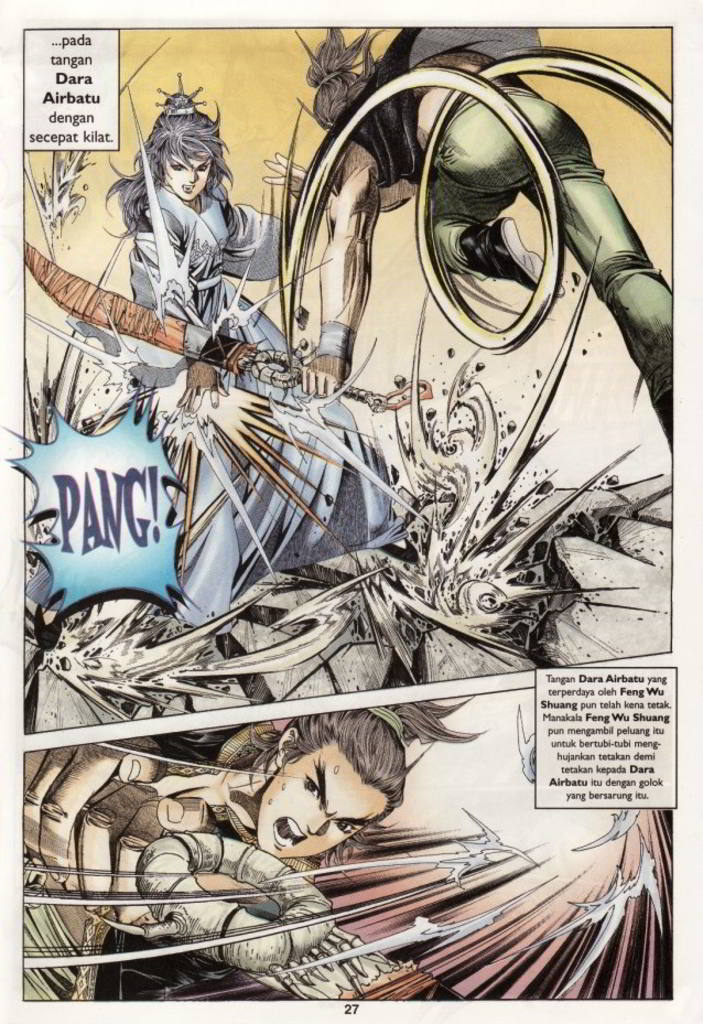 ...pada
tangan
Dara
Airbatu
dengan
secepat kilat.
PANG!
Tangan Dara Airbatu yang
terperdaya oleh Feng Wu
Shuang pun telah kena tetak.
Manakala Feng Wu Shuang
pun mengambil peluang itu
untuk bertubi-tubi meng-
hujankan tetakan demi
tetakan kepada Dara
Airbatu itu dengan golok
yang bersarung itu.
27